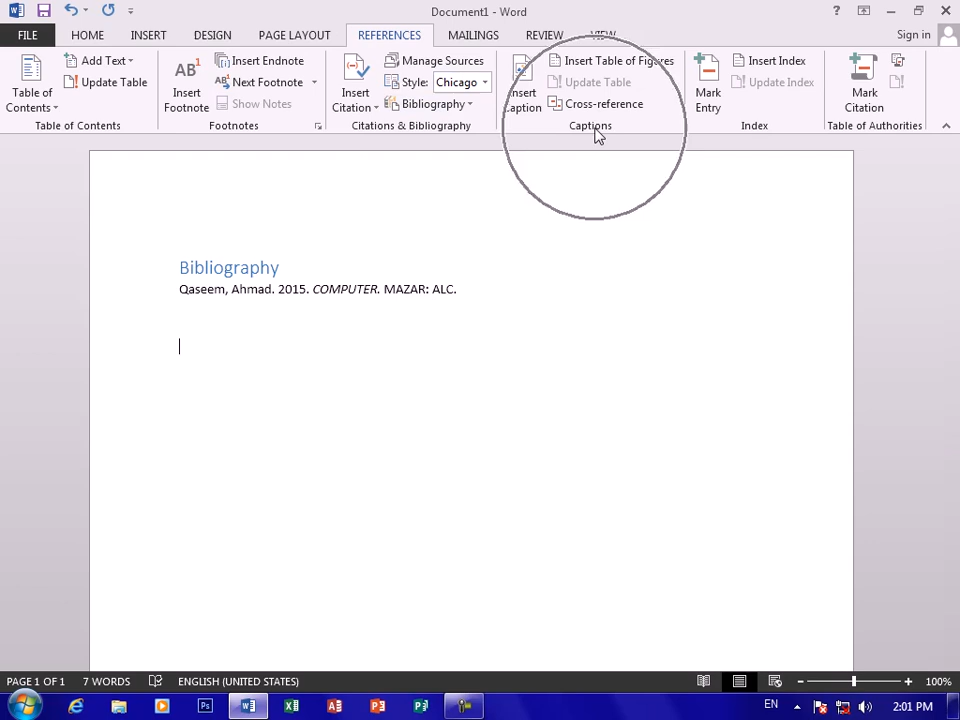 Document1 - Word
FILE HOME INSERT DESIGN PAGE LAYOUT REFERENCES MAILINGS REVIEW VIEW Sign in
Table of Contents
Add Text
Update Table
Table of Contents
AB1
Insert Footnote
Insert Endnote
AB1 Next Footnote
Show Notes
Footnotes
Insert Citation
Manage Sources
Style: Chicago
Bibliography
Citations & Bibliography
Insert Caption
Insert Table of Figures
Update Table
Cross-reference
Captions
Mark Entry
Insert Index
Update Index
Index
Mark Citation
Table of Authorities
Bibliography
Qaseem, Ahmad. 2015. COMPUTER. MAZAR: ALC.
PAGE 1 OF 1 7 WORDS ENGLISH (UNITED STATES) 100%
EN 2:01 PM